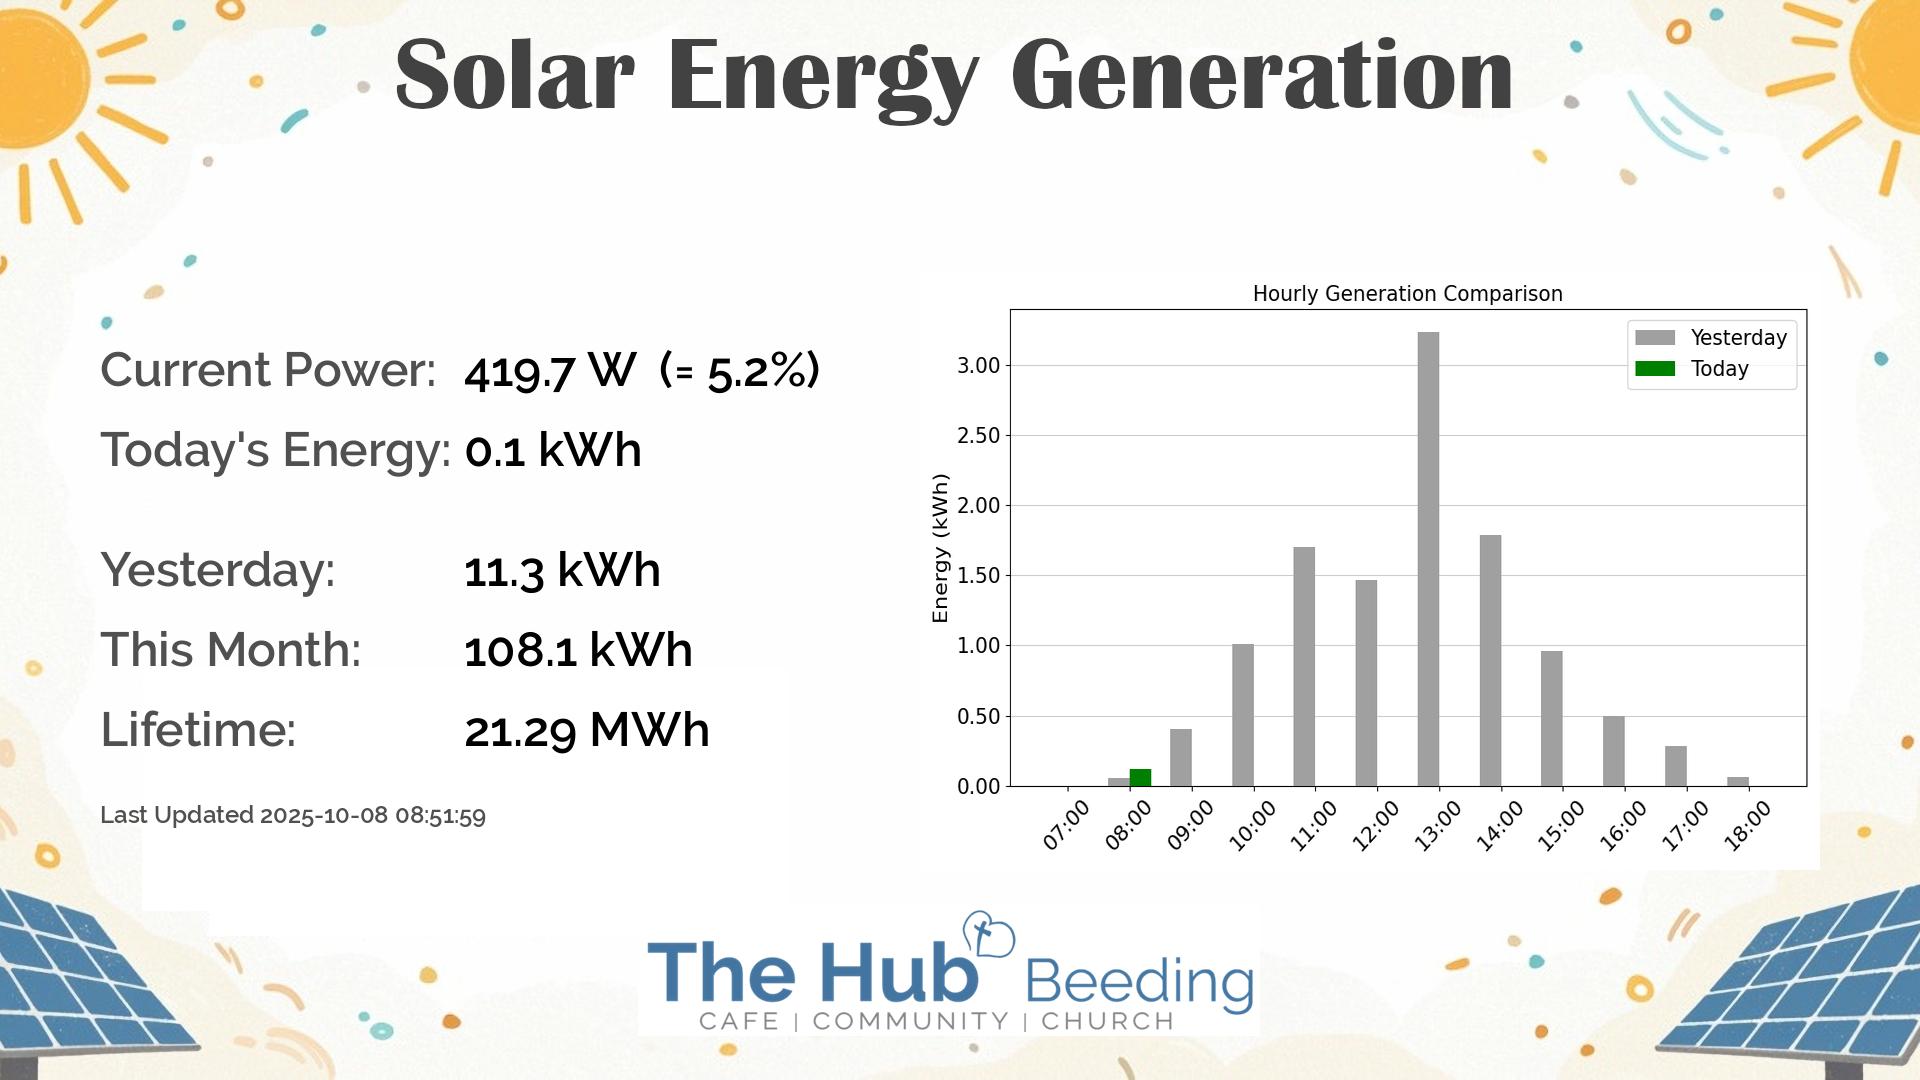 Solar Energy Generation
Current Power: 419.7 W (= 5.2%)
Today's Energy: 0.1 kWh
Yesterday: 11.3 kWh
This Month: 108.1 kWh
Lifetime: 21.29 MWh
Last Updated 2025-10-08 08:51:59
Hourly Generation Comparison
Yesterday
Today
Energy (kWh)
3.00
2.50
2.00
1.50
1.00
0.50
0.00
07:00 08:00 09:00 10:00 11:00 12:00 13:00 14:00 15:00 16:00 17:00 18:00
The Hub Beeding
CAFE | COMMUNITY | CHURCH